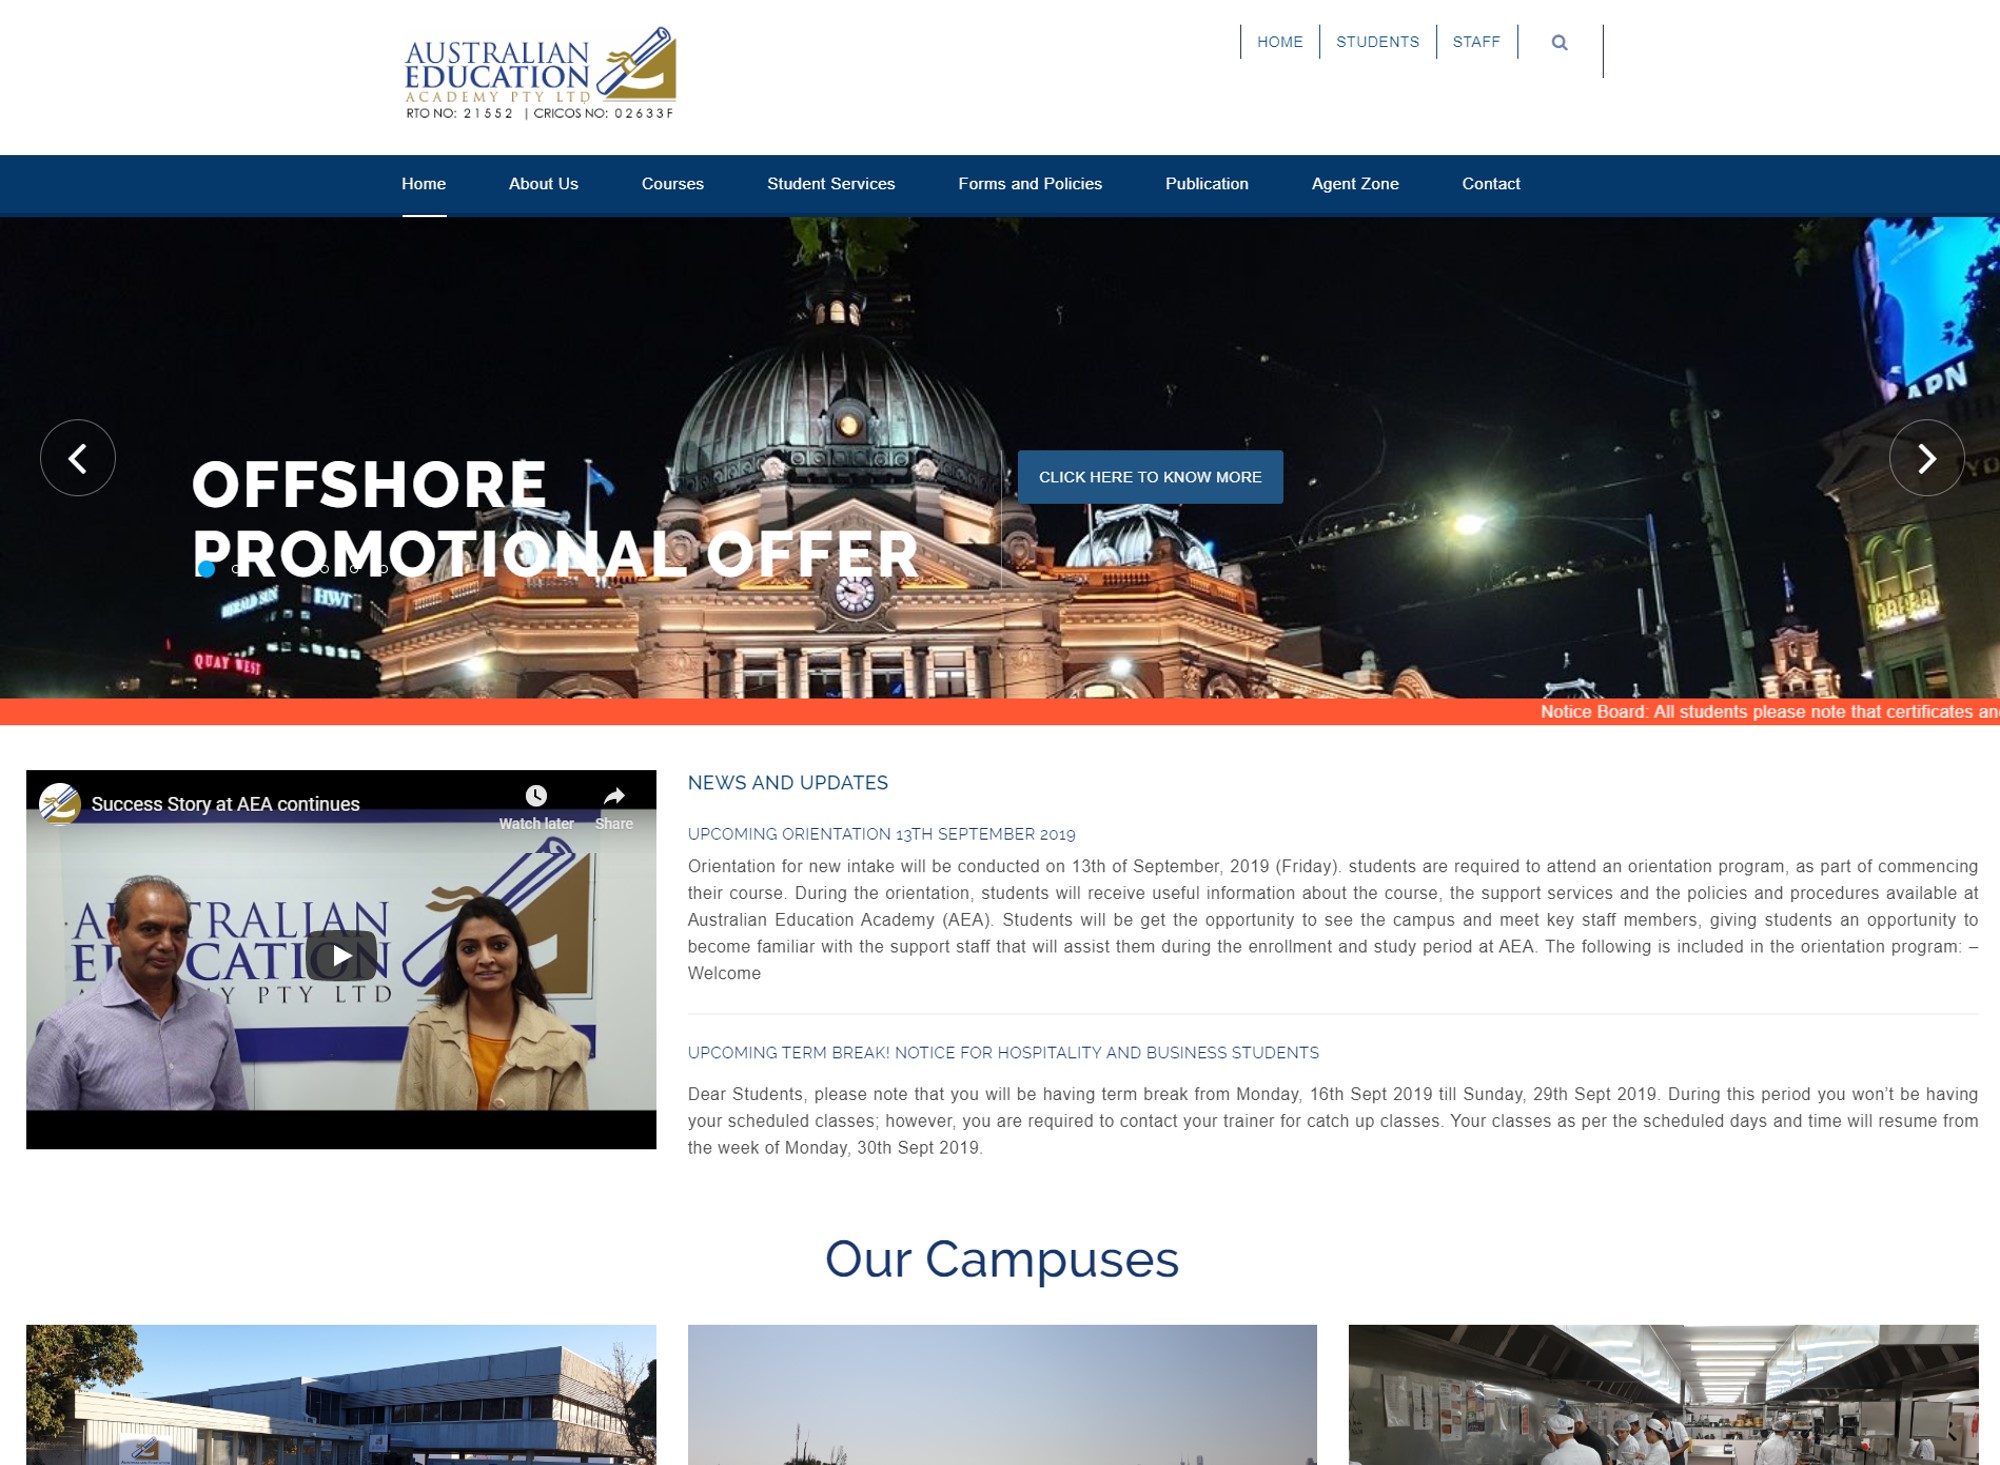 AUSTRALIAN
EDUCATION
ACADEMY PTY LTD
RTO NO: 21552 | CRICOS NO: 02633F
HOME
STUDENTS
STAFF
Home
About Us
Courses
Student Services
Forms and Policies
Publication
Agent Zone
Contact
APN
OFFSHORE
PROMOTIONAL OFFER
CLICK HERE TO KNOW MORE
HERALD SUN
HWT
QUAY WEST
Notice Board: All students please note that certificates an
Success Story at AEA continues
Watch later
Share
NEWS AND UPDATES
UPCOMING ORIENTATION 13TH SEPTEMBER 2019
Orientation for new intake will be conducted on 13th of September, 2019 (Friday). students are required to attend an orientation program, as part of commencing
their course. During the orientation, students will receive useful information about the course, the support services and the policies and procedures available at
Australian Education Academy (AEA). Students will be get the opportunity to see the campus and meet key staff members, giving students an opportunity to
become familiar with the support staff that will assist them during the enrollment and study period at AEA. The following is included in the orientation program: –
Welcome
UPCOMING TERM BREAK! NOTICE FOR HOSPITALITY AND BUSINESS STUDENTS
Dear Students, please note that you will be having term break from Monday, 16th Sept 2019 till Sunday, 29th Sept 2019. During this period you won’t be having
your scheduled classes; however, you are required to contact your trainer for catch up classes. Your classes as per the scheduled days and time will resume from
the week of Monday, 30th Sept 2019.
Our Campuses